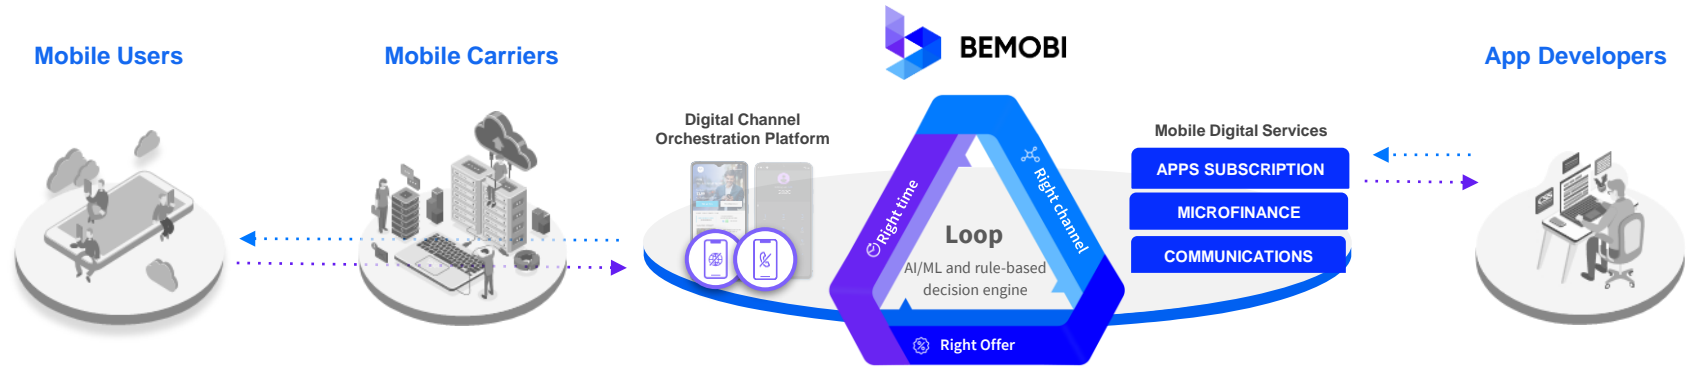 Mobile Users
Mobile Carriers
BEMOBI
App Developers
Digital Channel
Orchestration Platform
Mobile Digital Services
APPS SUBSCRIPTION
MICROFINANCE
COMMUNICATIONS
Right time
Right channel
Loop
AI/ML and rule-based
decision engine
Right Offer